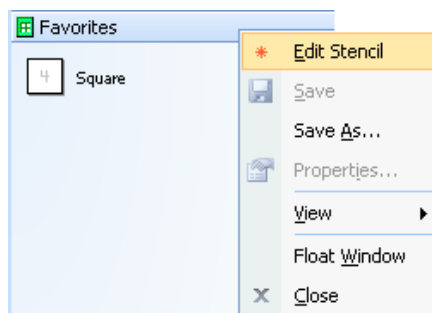 Favorites
4
Square
Edit Stencil
Save
Save As...
Properties...
View
Float Window
Close